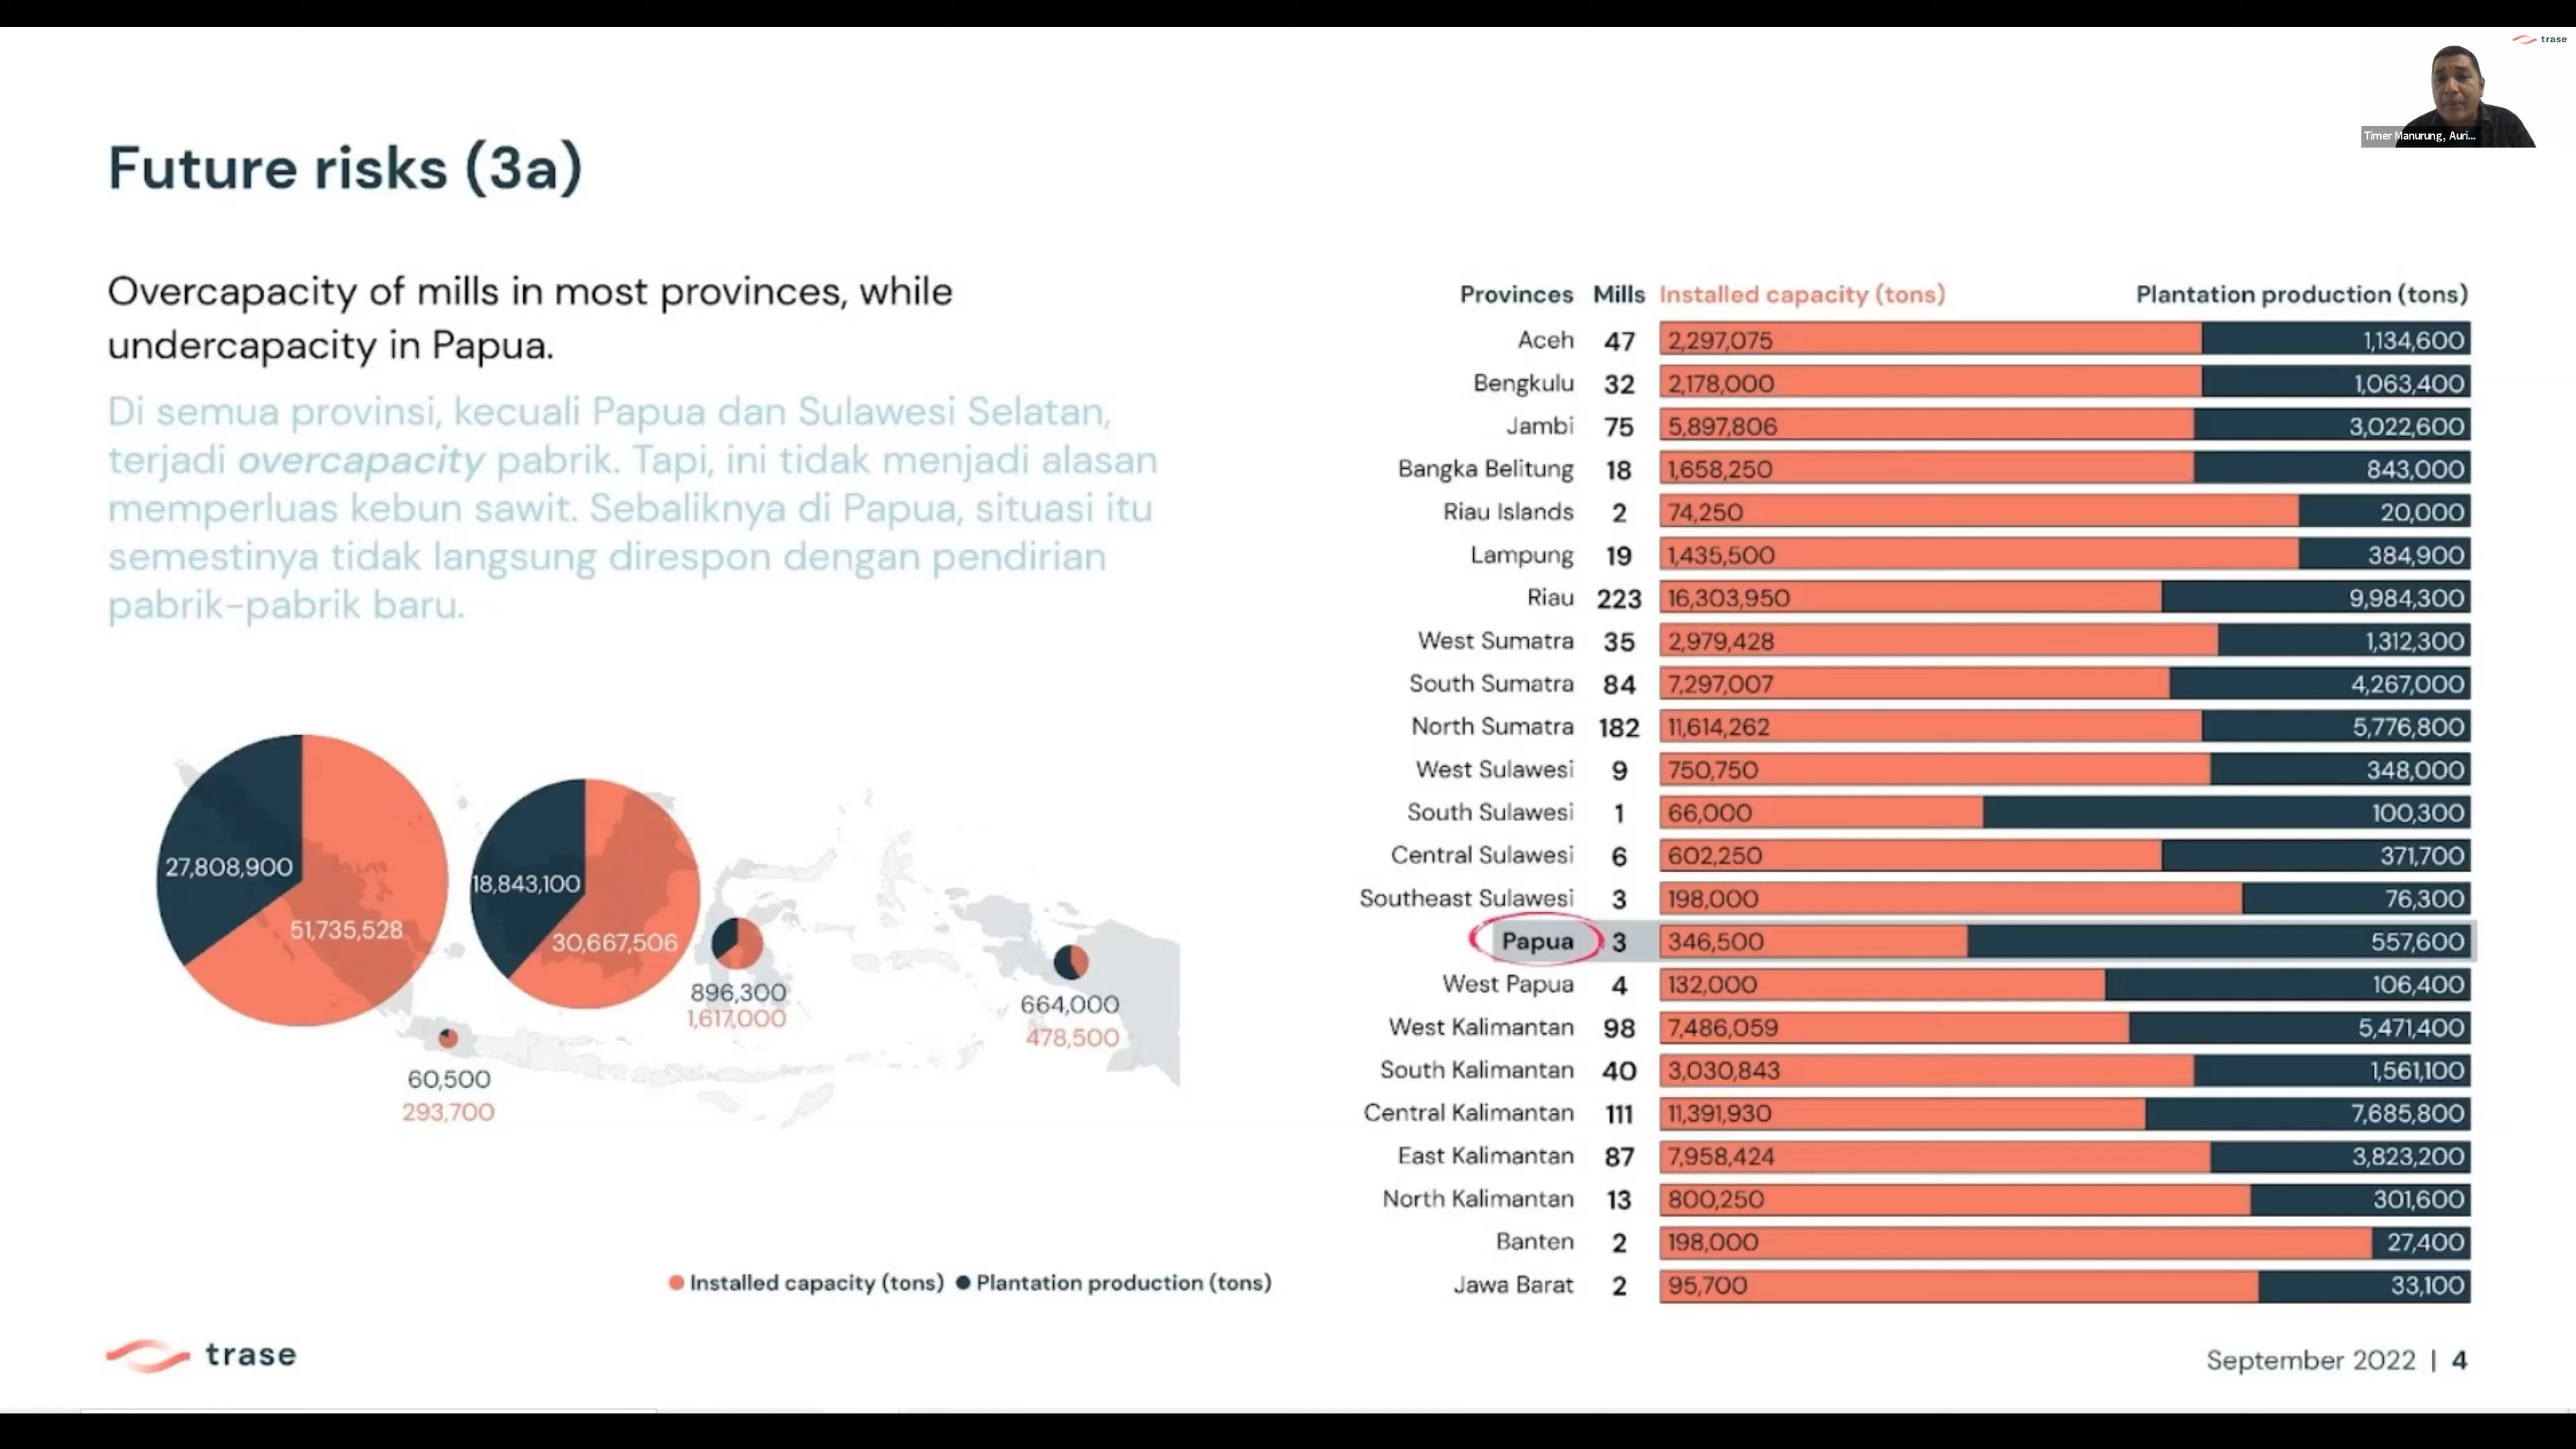 trase
Timer Manurung, Auri...
Future risks (3a)
Overcapacity of mills in most provinces, while
undercapacity in Papua.
Di semua provinsi, kecuali Papua dan Sulawesi Selatan,
terjadi overcapacity pabrik. Tapi, ini tidak menjadi alasan
memperluas kebun sawit. Sebaliknya di Papua, situasi itu
semestinya tidak langsung direspon dengan pendirian
pabrik-pabrik baru.
27,808,900
51,735,528
18,843,100
30,667,506
896,300
1,617,000
664,000
478,500
60,500
293,700
Installed capacity (tons) Plantation production (tons)
Provinces Mills Installed capacity (tons) Plantation production (tons)
Aceh 47 2,297,075 1,134,600
Bengkulu 32 2,178,000 1,063,400
Jambi 75 5,897,806 3,022,600
Bangka Belitung 18 1,658,250 843,000
Riau Islands 2 74,250 20,000
Lampung 19 1,435,500 384,900
Riau 223 16,303,950 9,984,300
West Sumatra 35 2,979,428 1,312,300
South Sumatra 84 7,297,007 4,267,000
North Sumatra 182 11,614,262 5,776,800
West Sulawesi 9 750,750 348,000
South Sulawesi 1 66,000 100,300
Central Sulawesi 6 602,250 371,700
Southeast Sulawesi 3 198,000 76,300
Papua 3 346,500 557,600
West Papua 4 132,000 106,400
West Kalimantan 98 7,486,059 5,471,400
South Kalimantan 40 3,030,843 1,561,100
Central Kalimantan 111 11,391,930 7,685,800
East Kalimantan 87 7,958,424 3,823,200
North Kalimantan 13 800,250 301,600
Banten 2 198,000 27,400
Jawa Barat 2 95,700 33,100
trase
September 2022 | 4